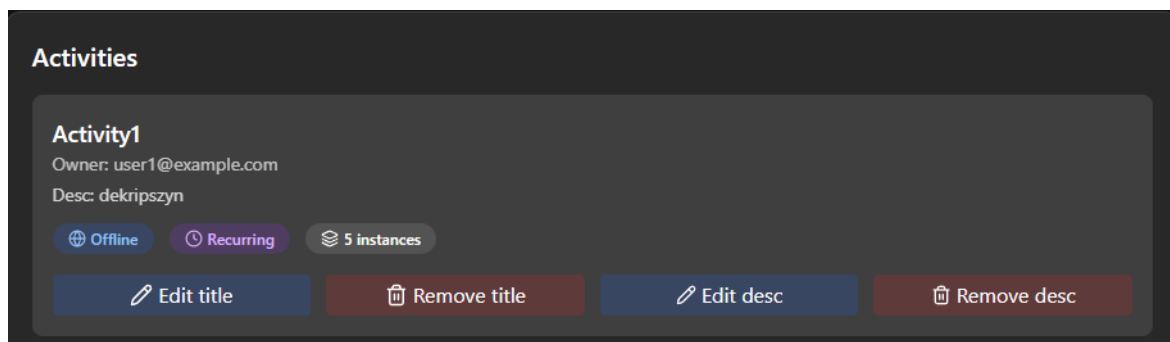 Activities
Activity1
Owner: user1@example.com
Desc: dekripszyn
Offline Recurring 5 instances
Edit title Remove title Edit desc Remove desc